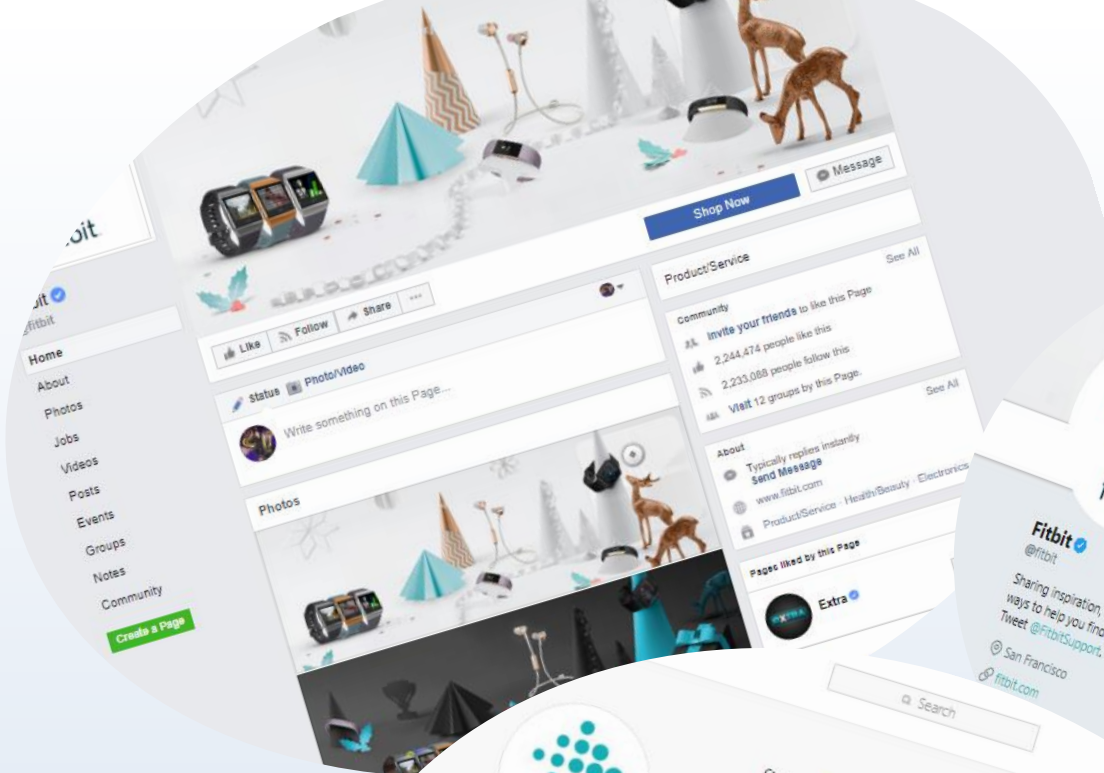 Message
Shop Now
bit.
bit
@fitbit
Home
About
Photos
Jobs
Videos
Posts
Events
Groups
Notes
Community
Create a Page
Like
Follow
Share
Status
Photo/Video
Write something on this Page...
Photos
Product/Service
Community
See All
Invite your friends to like this Page
2,244,474 people like this
2,233,088 people follow this
Visit 12 groups by this Page.
About
See All
Typically replies instantly
Send Message
www.fitbit.com
Product/Service · Health/Beauty · Electronics
Pages liked by this Page
EXTRA
Extra
Fitbit
@fitbit
Sharing inspiration,
ways to help you find
Tweet @FitbitSupport.
San Francisco
fitbit.com
Search